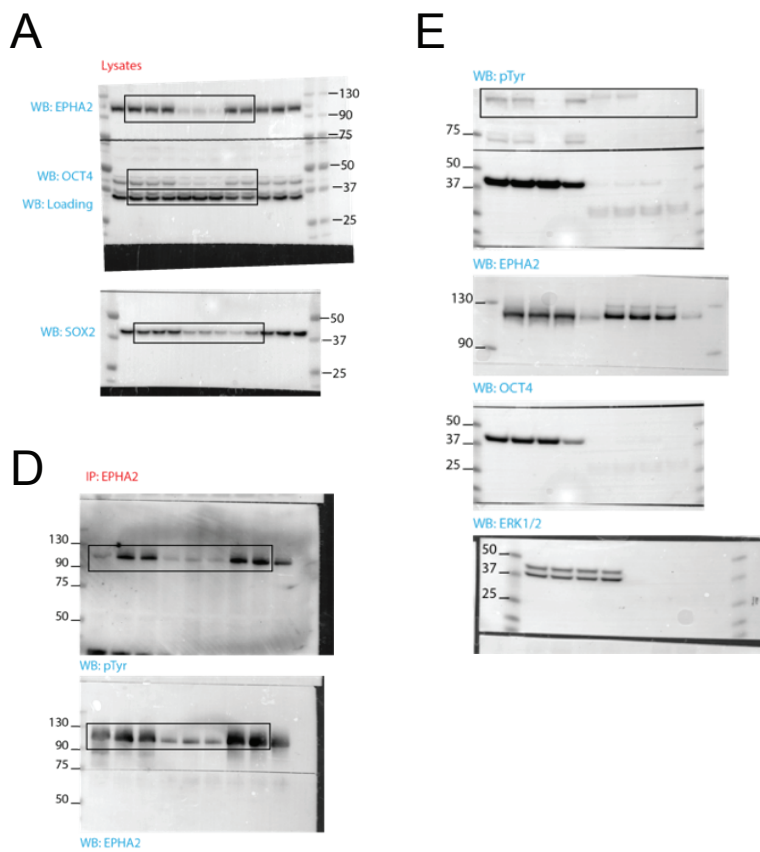 A
Lysates
WB: EPHA2
WB: OCT4
WB: Loading
130
90
75
50
37
25
WB: SOX2
50
37
25
D
IP: EPHA2
130
90
75
50
WB: pTyr
130
90
75
50
WB: EPHA2
E
WB: pTyr
75
50
37
WB: EPHA2
130
90
WB: OCT4
50
37
25
WB: ERK1/2
50
37
25